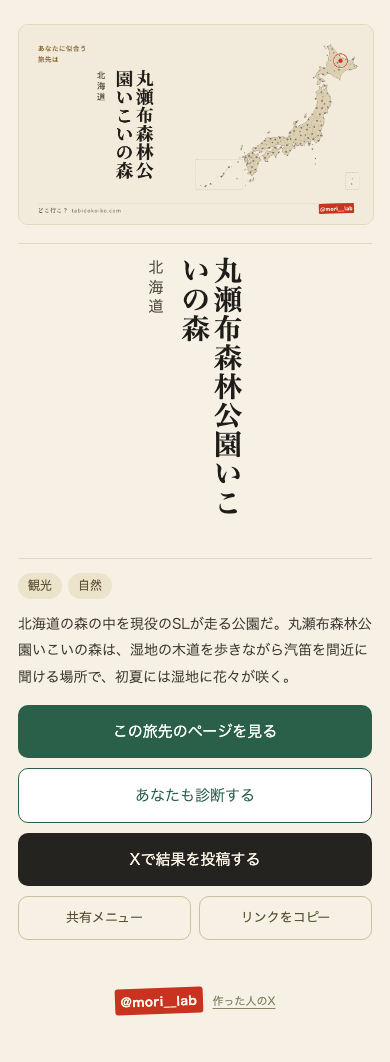 あなたに似合う
旅先は
丸瀬布森林公
園いこいの森
北海道
どこ行こ? tabidokoiko.com
@mori__lab
丸瀬布森林公園いこ
いの森
北海道
観光
自然
北海道の森の中を現役のSLが走る公園だ。丸瀬布森林公
園いこいの森は、湿地の木道を歩きながら汽笛を間近に
聞ける場所で、初夏には湿地に花々が咲く。
この旅先のページを見る
あなたも診断する
Xで結果を投稿する
共有メニュー
リンクをコピー
@mori__lab
作った人のX